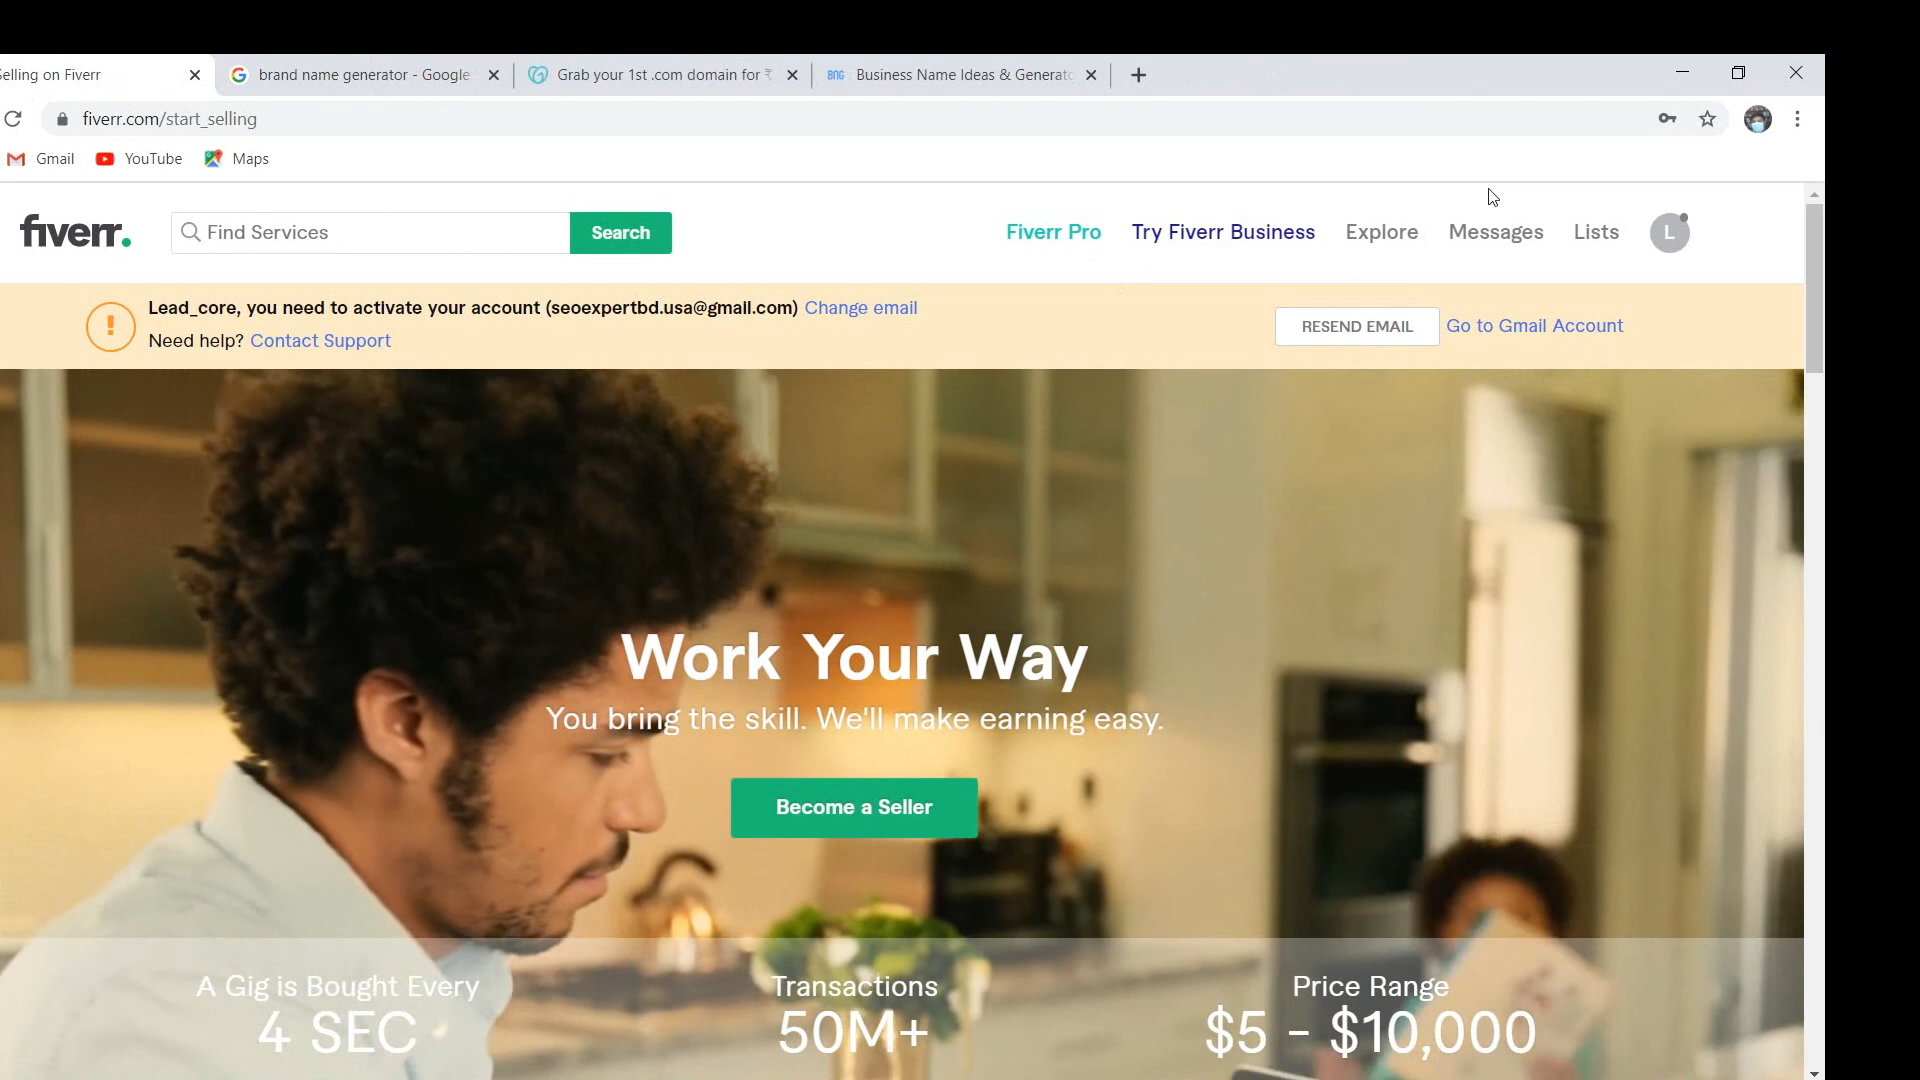 Selling on Fiverr
brand name generator - Google
Grab your 1st .com domain for ₹
BNG Business Name Ideas & Generato
fiverr.com/start_selling
Gmail YouTube Maps
fiverr. Find Services Search Fiverr Pro Try Fiverr Business Explore Messages Lists L
! Lead_core, you need to activate your account (seoexpertbd.usa@gmail.com) Change email
Need help? Contact Support
RESEND EMAIL Go to Gmail Account
Work Your Way
You bring the skill. We'll make earning easy.
Become a Seller
A Gig is Bought Every
4 SEC
Transactions
50M+
Price Range
$5 - $10,000